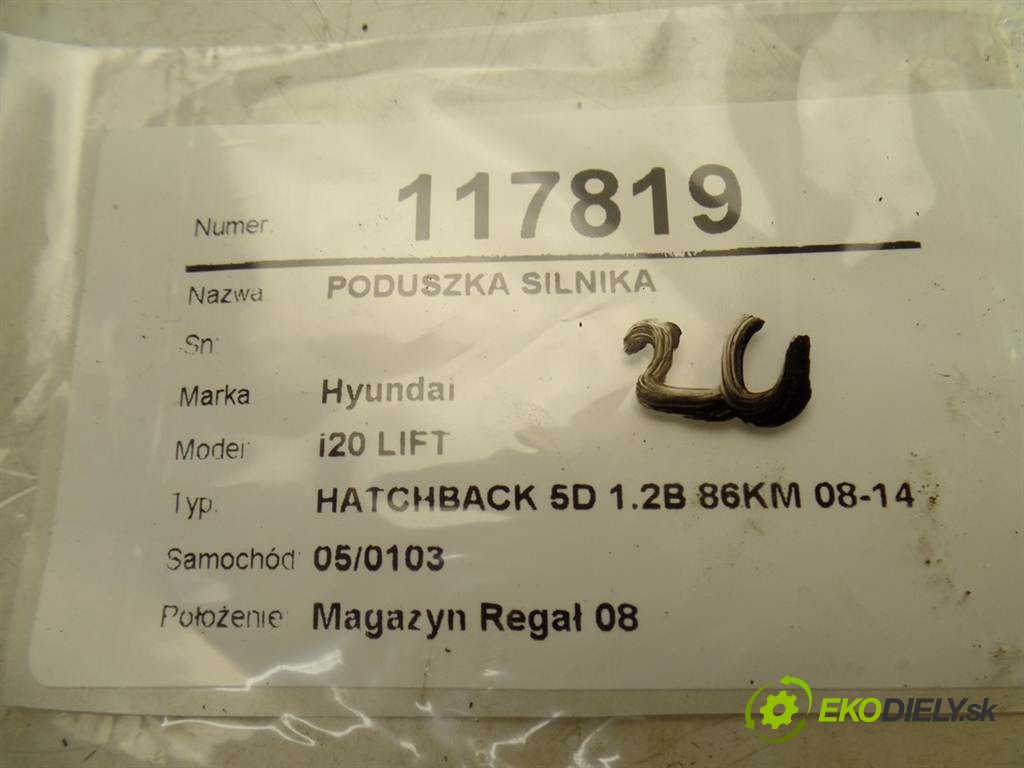 Numer: 117819
Nazwa: PODUSZKA SILNIKA
Sn:
Marka Hyundai
Model i20 LIFT
Typ. HATCHBACK 5D 1.2B 86KM 08-14
Samochód: 05/0103
Położenie: Magazyn Regał 08
EKODIELY.sk